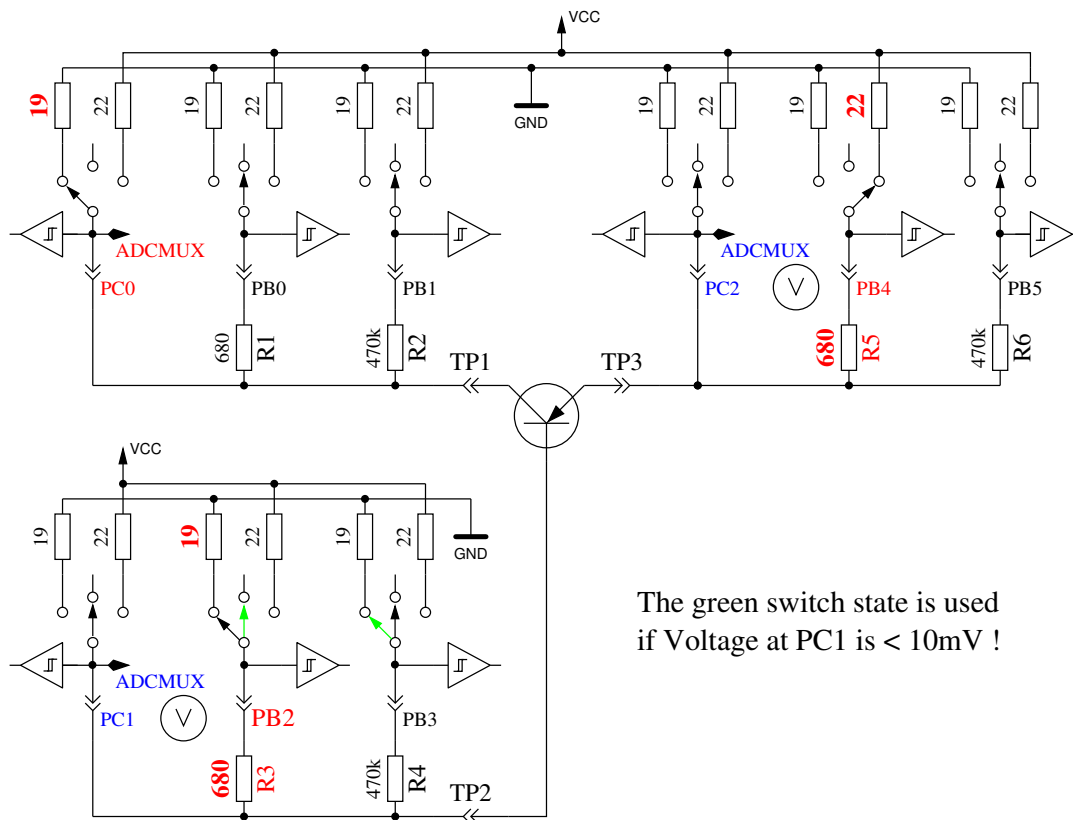 VCC
19
22
19
22
19
22
GND
19
22
19
22
19
22
ADCMUX
ADCMUX
PC0
PB0
PB1
PC2
V
PB4
PB5
680
R1
470k
R2
680
R5
470k
R6
TP1
TP3
VCC
19
22
19
22
19
22
GND
The green switch state is used
if Voltage at PC1 is < 10mV !
ADCMUX
PC1
V
PB2
PB3
680
R3
470k
R4
TP2